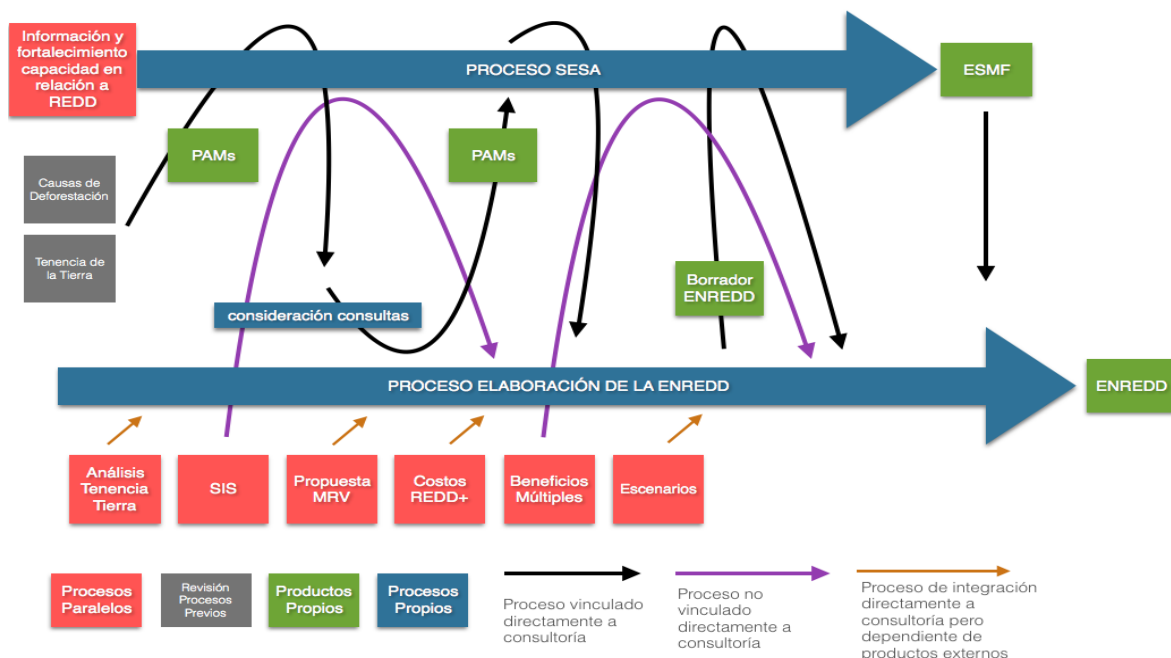 Información y
fortalecimiento
capacidad en
relación a
REDD
PROCESO SESA
ESMF
PAMs
PAMs
Causas de
Deforestación
Tenencia de
la Tierra
Borrador
ENREDD
consideración consultas
PROCESO ELABORACIÓN DE LA ENREDD
ENREDD
Análisis
Tenencia
Tierra
SIS
Propuesta
MRV
Costos
REDD+
Beneficios
Múltiples
Escenarios
Procesos
Paralelos
Revisión
Procesos
Previos
Productos
Propios
Procesos
Propios
Proceso vinculado
directamente a
consultoría
Proceso no
vinculado
directamente a
consultoría
Proceso de integración
directamente a
consultoría pero
dependiente de
productos externos